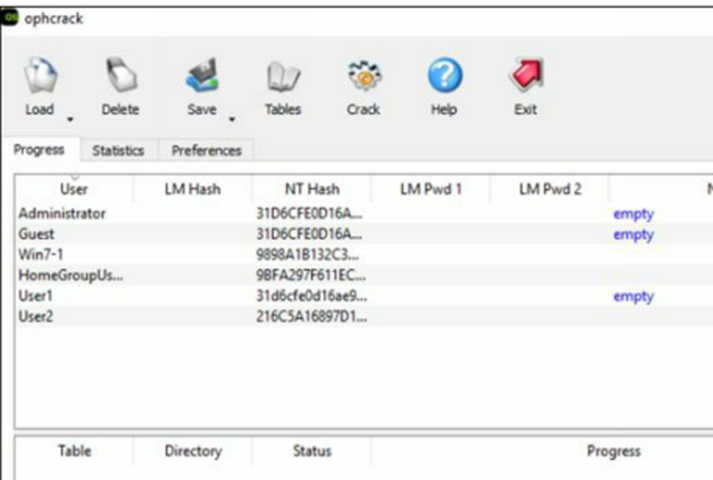 ophcrack
Load Delete Save Tables Crack Help Exit
Progress Statistics Preferences
User LM Hash NT Hash LM Pwd 1 LM Pwd 2 N
Administrator 31D6CFE0D16A... empty
Guest 31D6CFE0D16A... empty
Win7-1 9898A1B132C3...
HomeGroupUs... 9BFA297F611EC...
User1 31d6cfe0d16ae9... empty
User2 216C5A16897D1...
Table Directory Status Progress